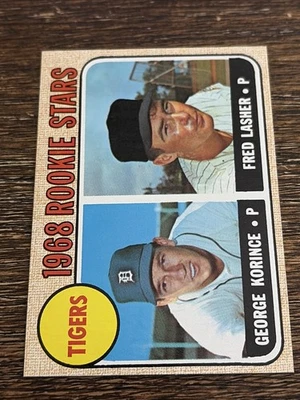 1968 ROOKIE STARS
TIGERS
GEORGE KORINCE • P
FRED LASHER • P
D